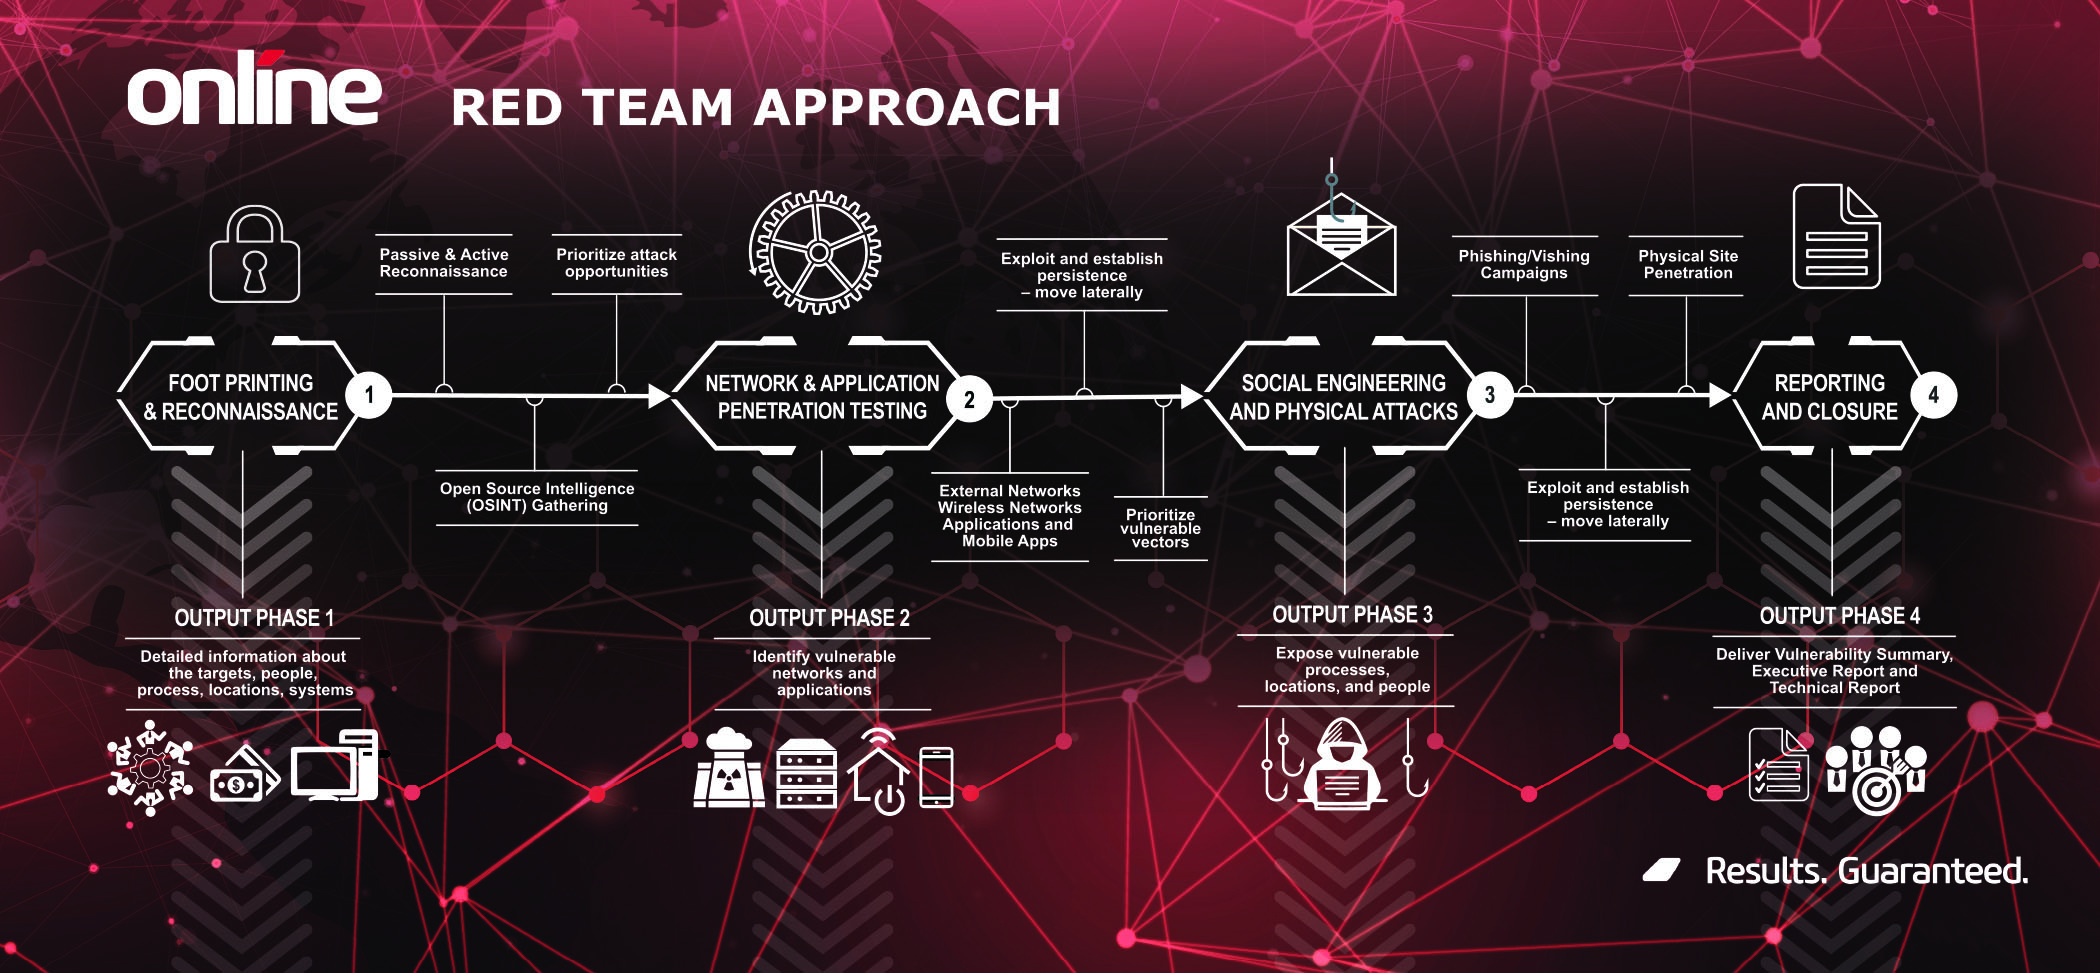 online
RED TEAM APPROACH
Passive & Active
Reconnaissance
Prioritize attack
opportunities
Exploit and establish
persistence
– move laterally
Phishing/Vishing
Campaigns
Physical Site
Penetration
FOOT PRINTING
& RECONNAISSANCE
1
NETWORK & APPLICATION
PENETRATION TESTING
2
SOCIAL ENGINEERING
AND PHYSICAL ATTACKS
3
REPORTING
AND CLOSURE
4
Open Source Intelligence
(OSINT) Gathering
External Networks
Wireless Networks
Applications and
Mobile Apps
Prioritize
vulnerable
vectors
Exploit and establish
persistence
– move laterally
OUTPUT PHASE 1
Detailed information about
the targets, people,
process, locations, systems
OUTPUT PHASE 2
Identify vulnerable
networks and
applications
OUTPUT PHASE 3
Expose vulnerable
processes,
locations, and people
OUTPUT PHASE 4
Deliver Vulnerability Summary,
Executive Report and
Technical Report
$
Results. Guaranteed.